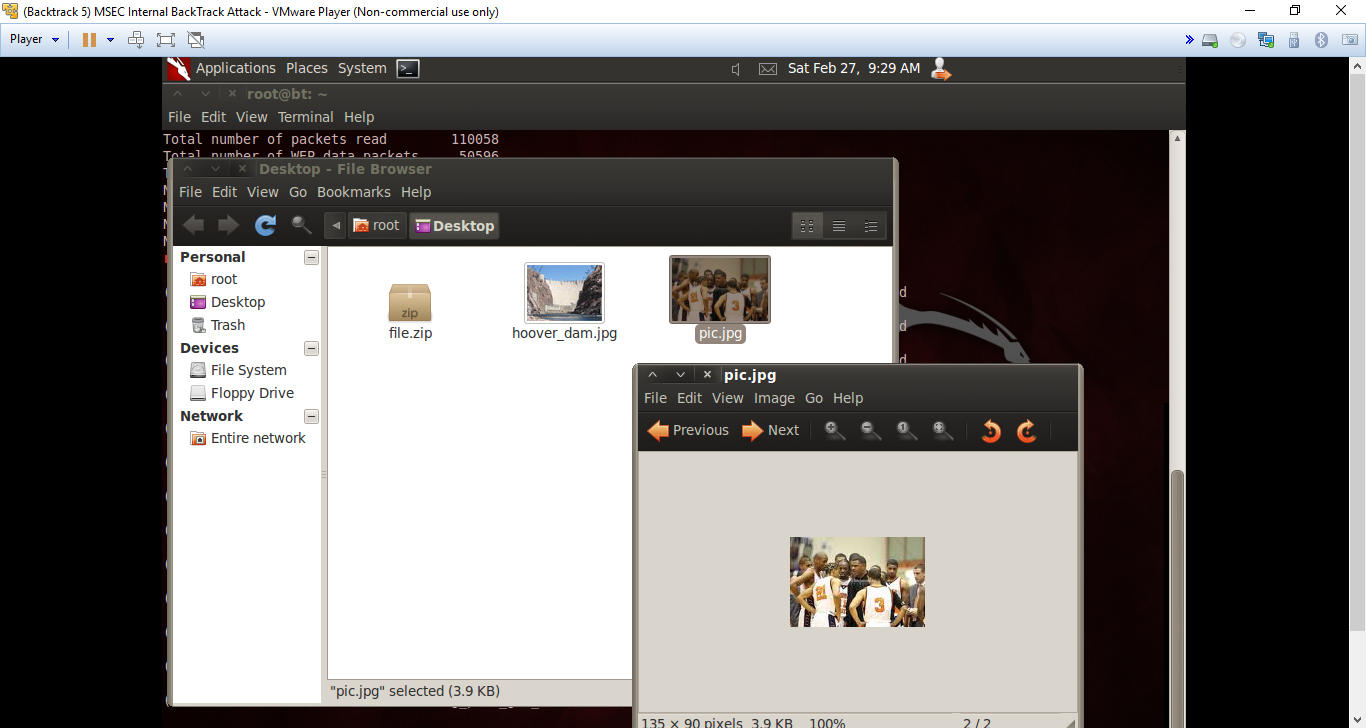 (Backtrack 5) MSEC Internal BackTrack Attack - VMware Player (Non-commercial use only)
Player
Applications Places System Sat Feb 27, 9:29 AM
root@bt: ~
File Edit View Terminal Help
Total number of packets read 110058
Total number of WEP data packets 50596
Desktop - File Browser
File Edit View Go Bookmarks Help
root Desktop
Personal
root
Desktop
Trash
Devices
File System
Floppy Drive
Network
Entire network
zip
file.zip
hoover_dam.jpg
pic.jpg
"pic.jpg" selected (3.9 KB)
pic.jpg
File Edit View Image Go Help
Previous Next
21
3
135 × 90 pixels 3.9 KB 100% 2 / 2